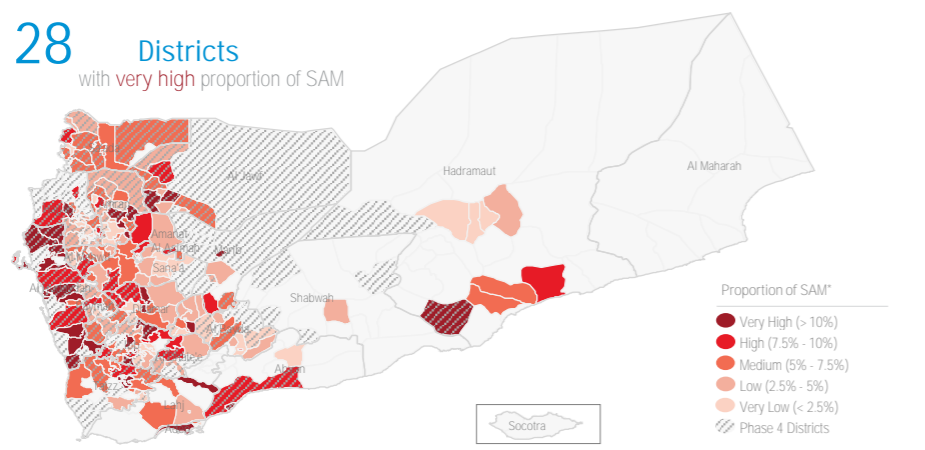 28 Districts
with very high proportion of SAM
Hadramaut
Al Maharah
Al Jawf
Amanat
Al Asimah
Marib
Sana'a
Shabwah
Abyan
Lahj
Socotra
Proportion of SAM*
Very High (> 10%)
High (7.5% - 10%)
Medium (5% - 7.5%)
Low (2.5% - 5%)
Very Low (< 2.5%)
Phase 4 Districts